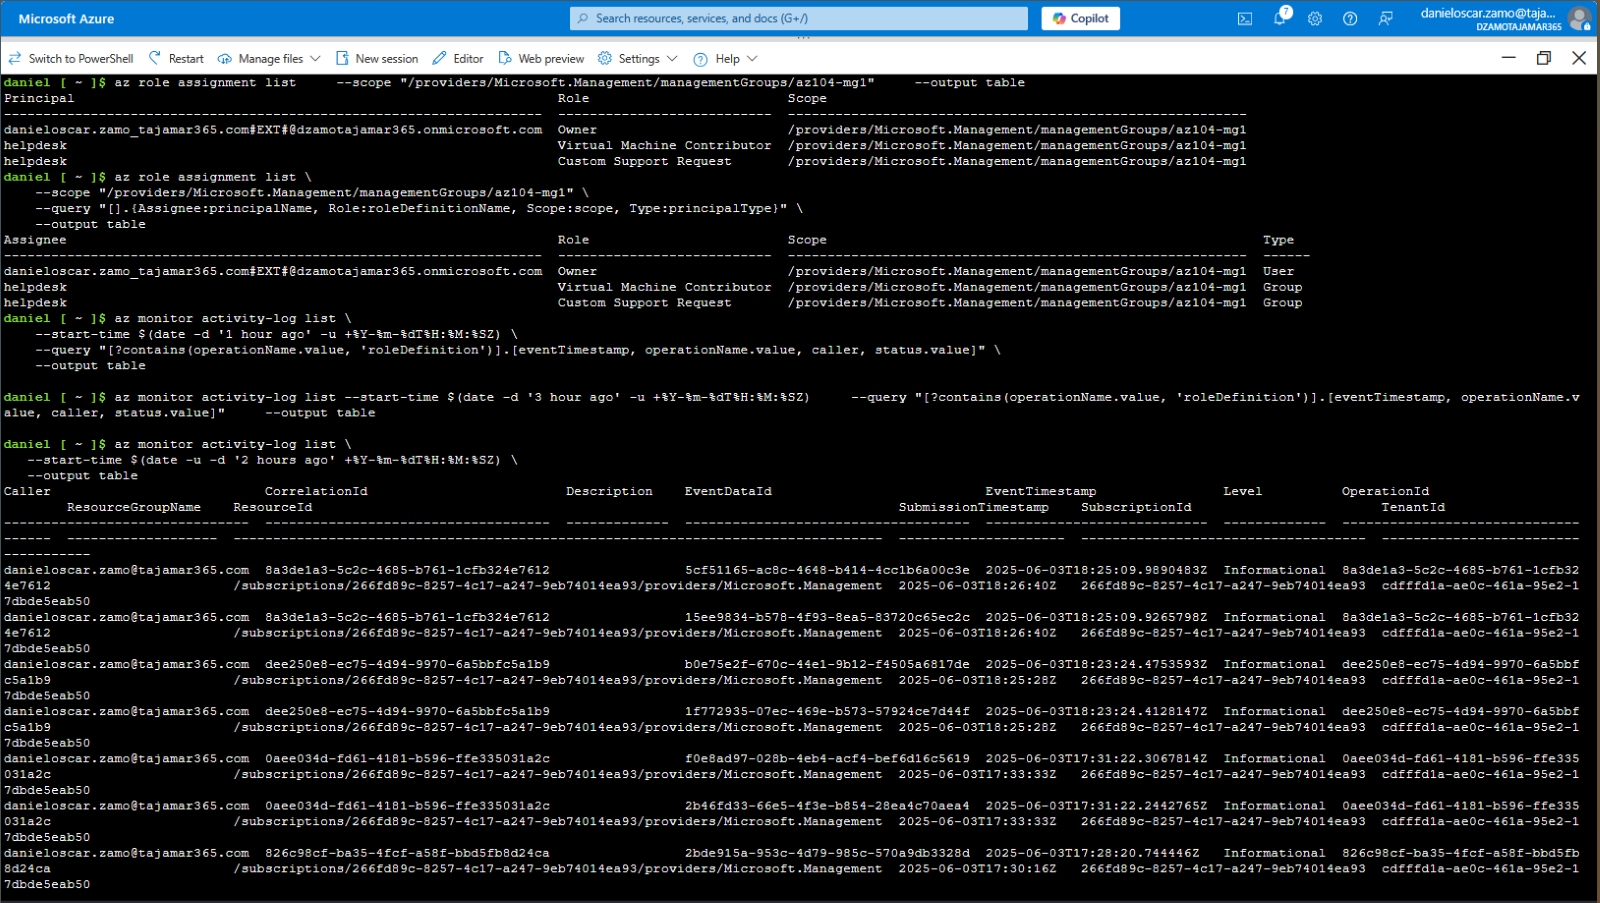 Microsoft Azure
Search resources, services, and docs (G+/)
Copilot
7
danieloscar.zamo@taja...
DZAMOTAJAMAR365
Switch to PowerShell Restart Manage files New session Editor Web preview Settings Help
daniel [ ~ ]$ az role assignment list     --scope "/providers/Microsoft.Management/managementGroups/az104-mg1"     --output table
Principal Role Scope
-------------------------------------------------------------------- --------------------------- ----------------------------------------------------------
danieloscar.zamo_tajamar365.com#EXT#@dzamotajamar365.onmicrosoft.com Owner /providers/Microsoft.Management/managementGroups/az104-mg1
helpdesk Virtual Machine Contributor /providers/Microsoft.Management/managementGroups/az104-mg1
helpdesk Custom Support Request /providers/Microsoft.Management/managementGroups/az104-mg1
daniel [ ~ ]$ az role assignment list \
    --scope "/providers/Microsoft.Management/managementGroups/az104-mg1" \
    --query "[].{Assignee:principalName, Role:roleDefinitionName, Scope:scope, Type:principalType}" \
    --output table
Assignee Role Scope Type
-------------------------------------------------------------------- --------------------------- ---------------------------------------------------------- ------
danieloscar.zamo_tajamar365.com#EXT#@dzamotajamar365.onmicrosoft.com Owner /providers/Microsoft.Management/managementGroups/az104-mg1 User
helpdesk Virtual Machine Contributor /providers/Microsoft.Management/managementGroups/az104-mg1 Group
helpdesk Custom Support Request /providers/Microsoft.Management/managementGroups/az104-mg1 Group
daniel [ ~ ]$ az monitor activity-log list \
    --start-time $(date -d '1 hour ago' -u +%Y-%m-%dT%H:%M:%SZ) \
    --query "[?contains(operationName.value, 'roleDefinition')].[eventTimestamp, operationName.value, caller, status.value]" \
    --output table
daniel [ ~ ]$ az monitor activity-log list --start-time $(date -d '3 hour ago' -u +%Y-%m-%dT%H:%M:%SZ)     --query "[?contains(operationName.value, 'roleDefinition')].[eventTimestamp, operationName.v
alue, caller, status.value]"     --output table
daniel [ ~ ]$ az monitor activity-log list \
   --start-time $(date -u -d '2 hours ago' +%Y-%m-%dT%H:%M:%SZ) \
   --output table
Caller CorrelationId Description EventDataId EventTimestamp Level OperationId
ResourceGroupName ResourceId SubmissionTimestamp SubscriptionId TenantId
------------------------------- ------------------------------------ ------------- ------------------------------------ ---------------------------- ------------- ------------------------------
------ ------------------- ---------------------------------------------------------------------------------- --------------------- ------------------------------------ -------------------------
-----------
danieloscar.zamo@tajamar365.com 8a3de1a3-5c2c-4685-b761-1cfb324e7612 5cf51165-ac8c-4648-b414-4cc1b6a00c3e 2025-06-03T18:25:09.9890483Z Informational 8a3de1a3-5c2c-4685-b761-1cfb32
4e7612 /subscriptions/266fd89c-8257-4c17-a247-9eb74014ea93/providers/Microsoft.Management 2025-06-03T18:26:40Z 266fd89c-8257-4c17-a247-9eb74014ea93 cdfffd1a-ae0c-461a-95e2-1
7dbde5eab50
danieloscar.zamo@tajamar365.com 8a3de1a3-5c2c-4685-b761-1cfb324e7612 15ee9834-b578-4f93-8ea5-83720c65ec2c 2025-06-03T18:25:09.9265798Z Informational 8a3de1a3-5c2c-4685-b761-1cfb32
4e7612 /subscriptions/266fd89c-8257-4c17-a247-9eb74014ea93/providers/Microsoft.Management 2025-06-03T18:26:40Z 266fd89c-8257-4c17-a247-9eb74014ea93 cdfffd1a-ae0c-461a-95e2-1
7dbde5eab50
danieloscar.zamo@tajamar365.com dee250e8-ec75-4d94-9970-6a5bbfc5a1b9 b0e75e2f-670c-44e1-9b12-f4505a6817de 2025-06-03T18:23:24.4753593Z Informational dee250e8-ec75-4d94-9970-6a5bbf
c5a1b9 /subscriptions/266fd89c-8257-4c17-a247-9eb74014ea93/providers/Microsoft.Management 2025-06-03T18:25:28Z 266fd89c-8257-4c17-a247-9eb74014ea93 cdfffd1a-ae0c-461a-95e2-1
7dbde5eab50
danieloscar.zamo@tajamar365.com dee250e8-ec75-4d94-9970-6a5bbfc5a1b9 1f772935-07ec-469e-b573-57924ce7d44f 2025-06-03T18:23:24.4128147Z Informational dee250e8-ec75-4d94-9970-6a5bbf
c5a1b9 /subscriptions/266fd89c-8257-4c17-a247-9eb74014ea93/providers/Microsoft.Management 2025-06-03T18:25:28Z 266fd89c-8257-4c17-a247-9eb74014ea93 cdfffd1a-ae0c-461a-95e2-1
7dbde5eab50
danieloscar.zamo@tajamar365.com 0aee034d-fd61-4181-b596-ffe335031a2c f0e8ad97-028b-4eb4-acf4-bef6d16c5619 2025-06-03T17:31:22.3067814Z Informational 0aee034d-fd61-4181-b596-ffe335
031a2c /subscriptions/266fd89c-8257-4c17-a247-9eb74014ea93/providers/Microsoft.Management 2025-06-03T17:33:33Z 266fd89c-8257-4c17-a247-9eb74014ea93 cdfffd1a-ae0c-461a-95e2-1
7dbde5eab50
danieloscar.zamo@tajamar365.com 0aee034d-fd61-4181-b596-ffe335031a2c 2b46fd33-66e5-4f3e-b854-28ea4c70aea4 2025-06-03T17:31:22.2442765Z Informational 0aee034d-fd61-4181-b596-ffe335
031a2c /subscriptions/266fd89c-8257-4c17-a247-9eb74014ea93/providers/Microsoft.Management 2025-06-03T17:33:33Z 266fd89c-8257-4c17-a247-9eb74014ea93 cdfffd1a-ae0c-461a-95e2-1
7dbde5eab50
danieloscar.zamo@tajamar365.com 826c98cf-ba35-4fcf-a58f-bbd5fb8d24ca 2bde915a-953c-4d79-985c-570a9db3328d 2025-06-03T17:28:20.744446Z Informational 826c98cf-ba35-4fcf-a58f-bbd5fb
8d24ca /subscriptions/266fd89c-8257-4c17-a247-9eb74014ea93/providers/Microsoft.Management 2025-06-03T17:30:16Z 266fd89c-8257-4c17-a247-9eb74014ea93 cdfffd1a-ae0c-461a-95e2-1
7dbde5eab50